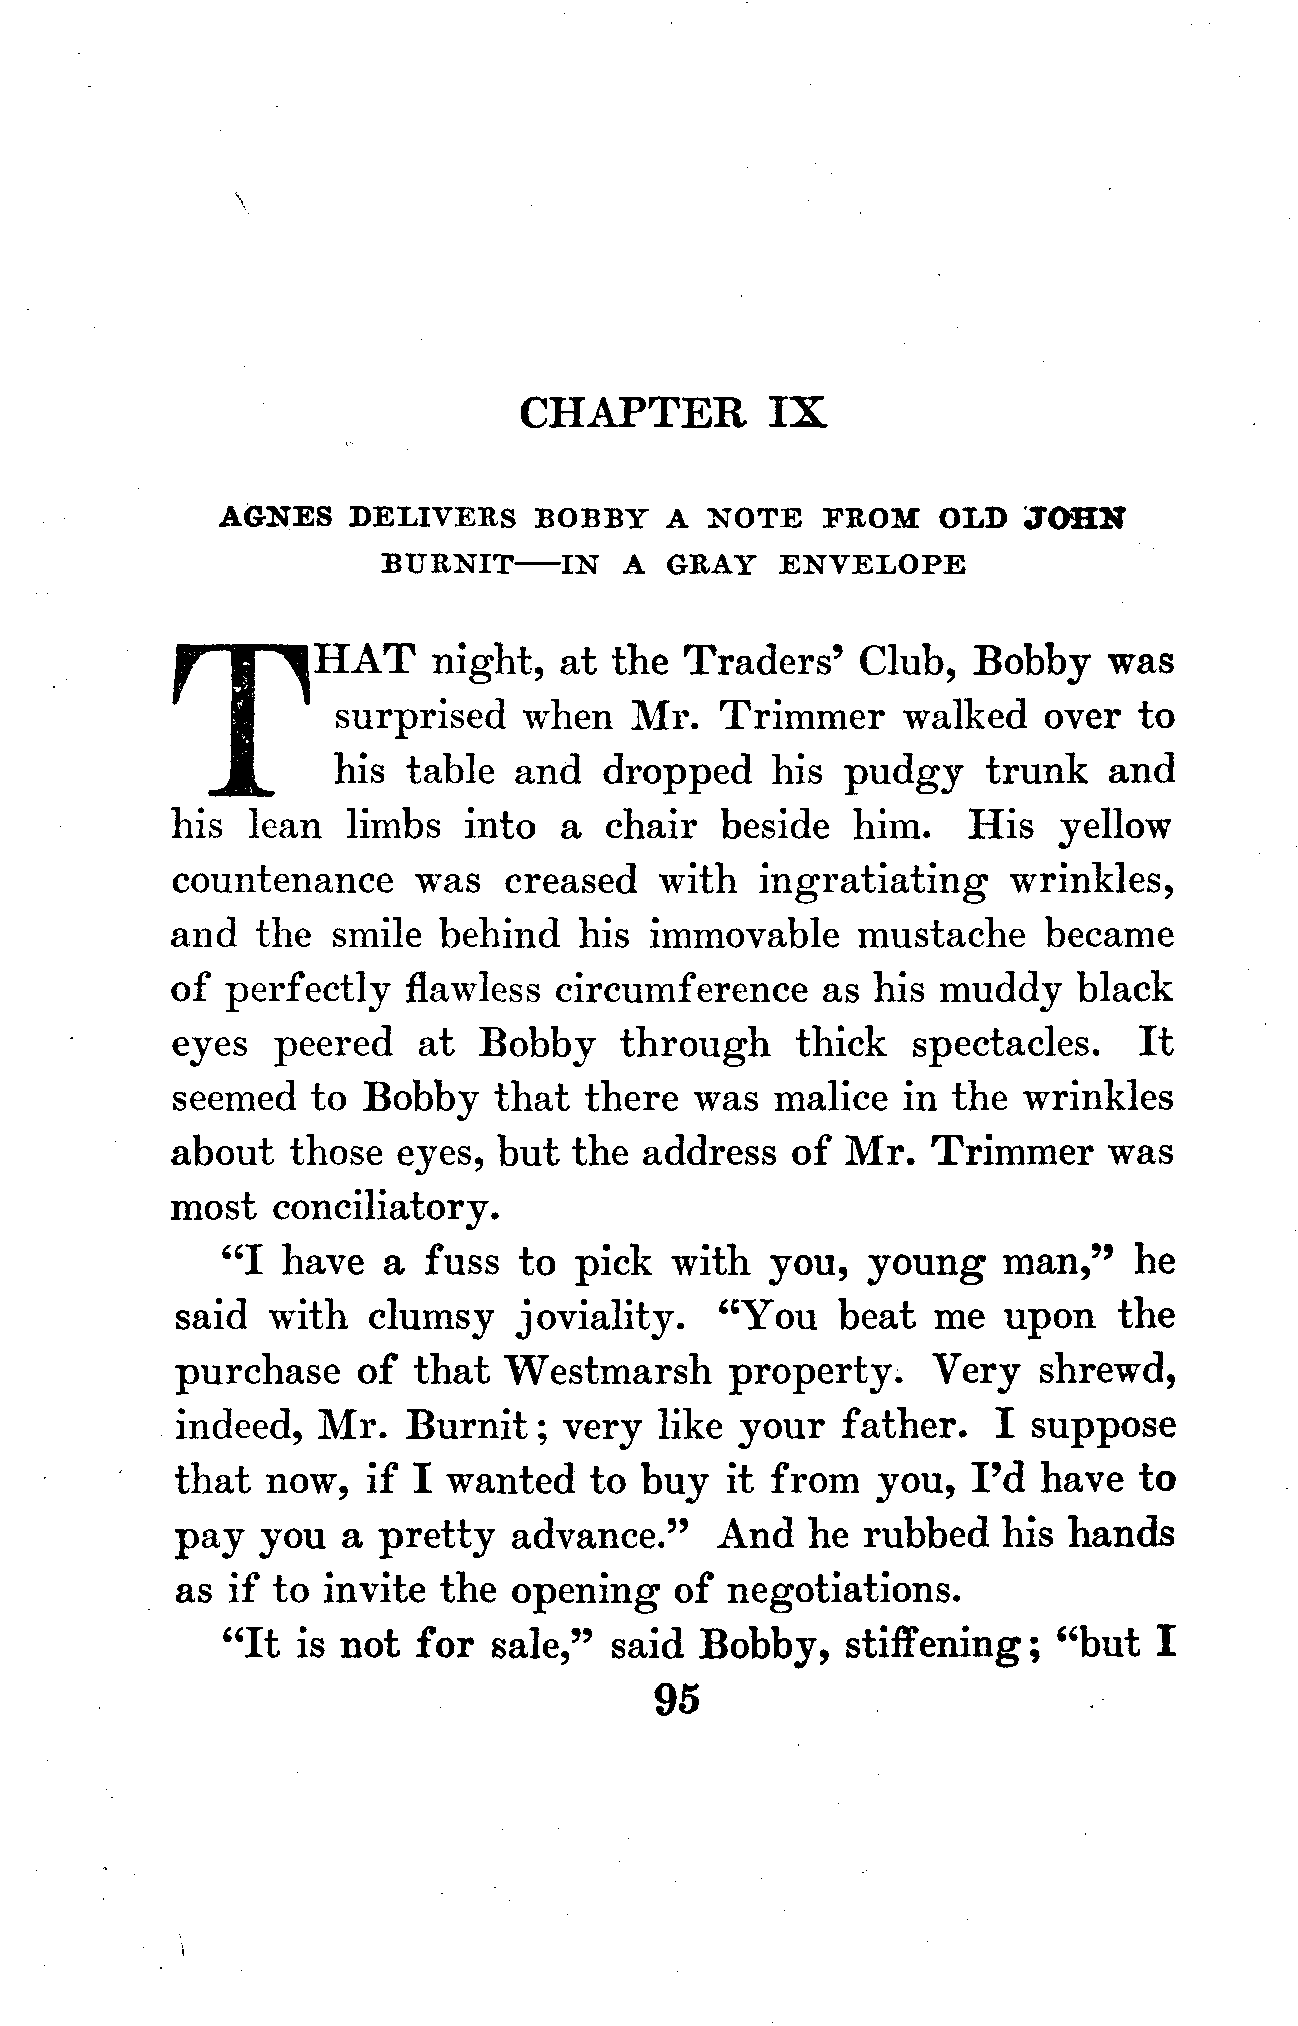 CHAPTER IX
AGNES DELIVERS BOBBY A NOTE FROM OLD JOHN
BURNIT—IN A GRAY ENVELOPE
THAT night, at the Traders’ Club, Bobby was
surprised when Mr. Trimmer walked over to
his table and dropped his pudgy trunk and
his lean limbs into a chair beside him. His yellow
countenance was creased with ingratiating wrinkles,
and the smile behind his immovable mustache became
of perfectly flawless circumference as his muddy black
eyes peered at Bobby through thick spectacles. It
seemed to Bobby that there was malice in the wrinkles
about those eyes, but the address of Mr. Trimmer was
most conciliatory.
“I have a fuss to pick with you, young man,” he
said with clumsy joviality. “You beat me upon the
purchase of that Westmarsh property. Very shrewd,
indeed, Mr. Burnit; very like your father. I suppose
that now, if I wanted to buy it from you, I’d have to
pay you a pretty advance.” And he rubbed his hands
as if to invite the opening of negotiations.
“It is not for sale,” said Bobby, stiffening; “but I
95